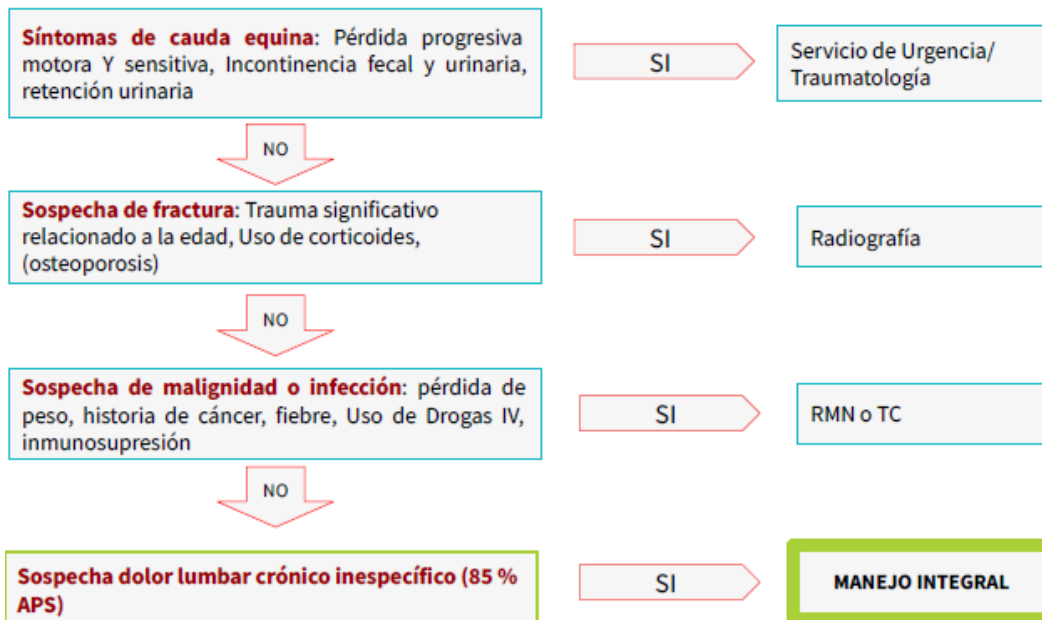 Síntomas de cauda equina: Pérdida progresiva
motora Y sensitiva, Incontinencia fecal y urinaria,
retención urinaria
SI
Servicio de Urgencia/
Traumatología
NO
Sospecha de fractura: Trauma significativo
relacionado a la edad, Uso de corticoides,
(osteoporosis)
SI
Radiografía
NO
Sospecha de malignidad o infección: pérdida de
peso, historia de cáncer, fiebre, Uso de Drogas IV,
inmunosupresión
SI
RMN o TC
NO
Sospecha dolor lumbar crónico inespecífico (85 %
APS)
SI
MANEJO INTEGRAL